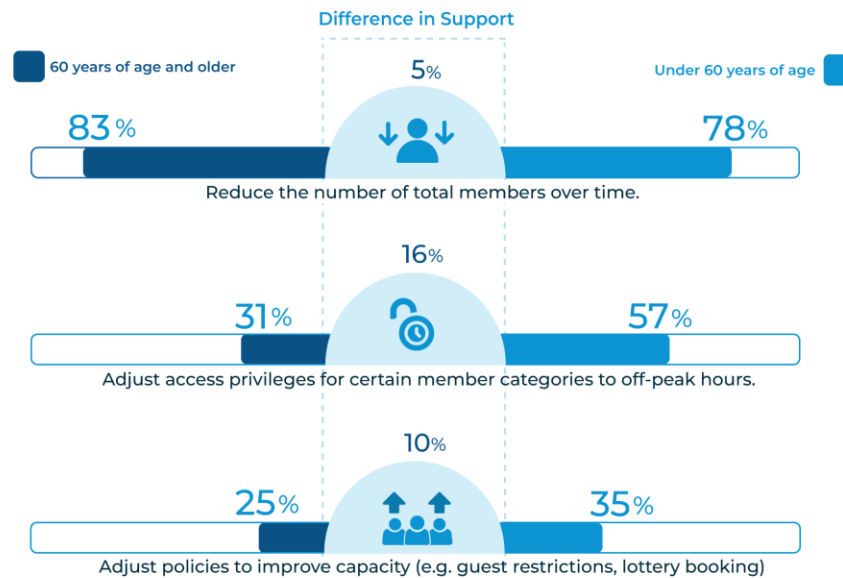 Difference in Support
60 years of age and older
5%
Under 60 years of age
83%
78%
Reduce the number of total members over time.
16%
31%
57%
Adjust access privileges for certain member categories to off-peak hours.
10%
25%
35%
Adjust policies to improve capacity (e.g. guest restrictions, lottery booking)